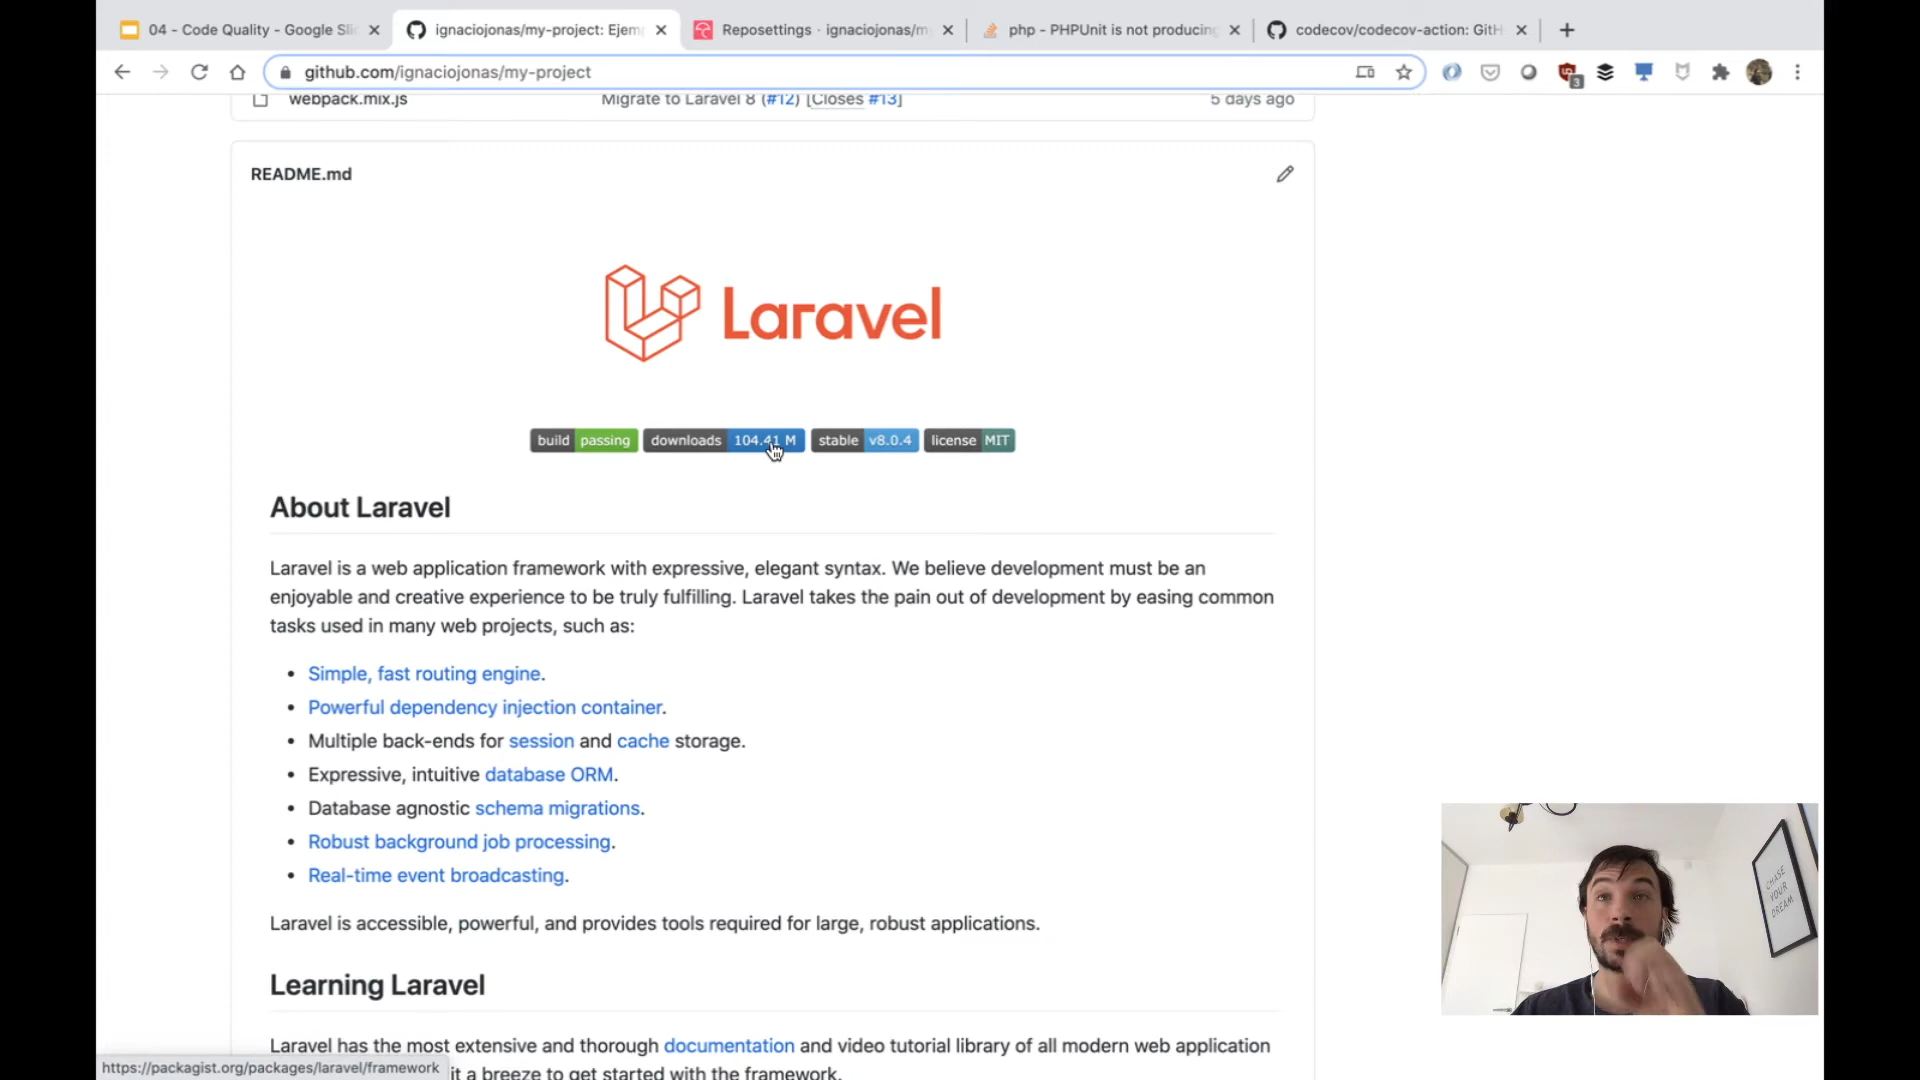 04 - Code Quality - Google Sli
ignaciojonas/my-project: Ejem
Reposettings · ignaciojonas/m
php - PHPUnit is not producing
codecov/codecov-action: GitH
github.com/ignaciojonas/my-project
3
webpack.mix.js Migrate to Laravel 8 (#12) [Closes #13] 5 days ago
README.md
Laravel
build passing downloads 104.41 M stable v8.0.4 license MIT
About Laravel
Laravel is a web application framework with expressive, elegant syntax. We believe development must be an
enjoyable and creative experience to be truly fulfilling. Laravel takes the pain out of development by easing common
tasks used in many web projects, such as:
• Simple, fast routing engine.
• Powerful dependency injection container.
• Multiple back-ends for session and cache storage.
• Expressive, intuitive database ORM.
• Database agnostic schema migrations.
• Robust background job processing.
• Real-time event broadcasting.
Laravel is accessible, powerful, and provides tools required for large, robust applications.
Learning Laravel
Laravel has the most extensive and thorough documentation and video tutorial library of all modern web application
it a breeze to get started with the framework.
https://packagist.org/packages/laravel/framework
CHASE
YOUR
DREAM